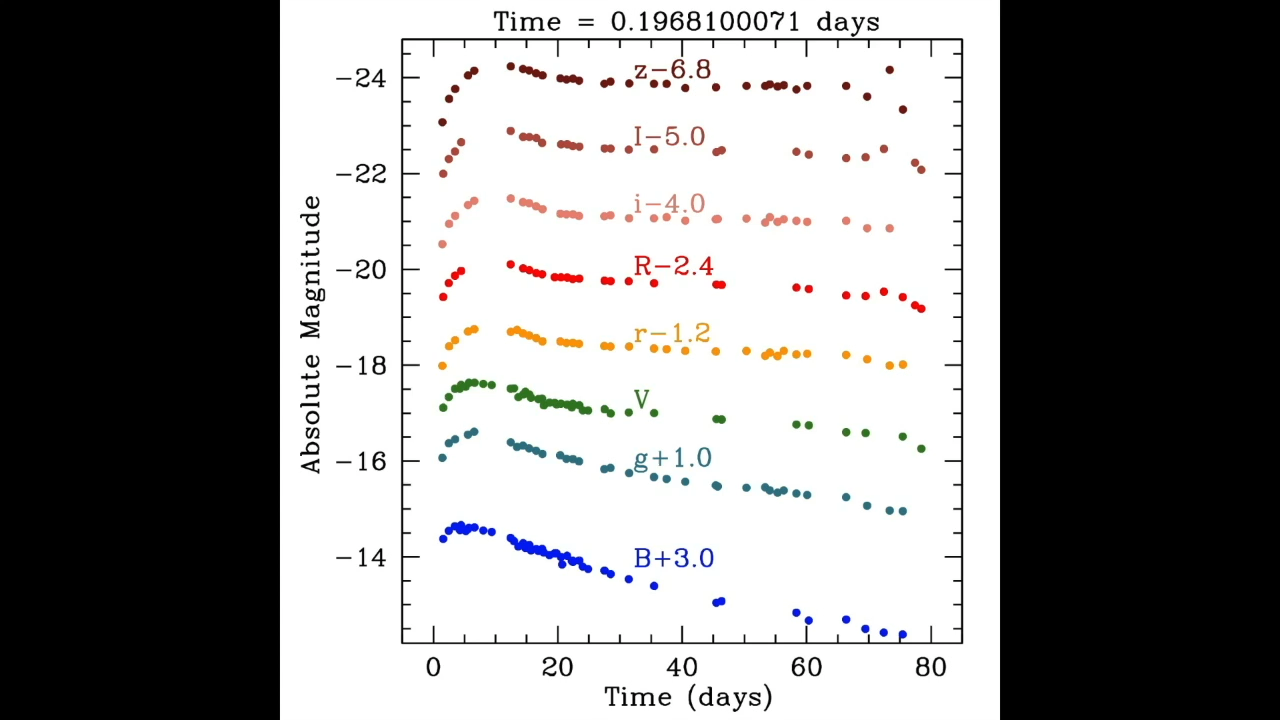 Time = 0.1968100071 days
Absolute Magnitude
−24
−22
−20
−18
−16
−14
z−6.8
I−5.0
i−4.0
R−2.4
r−1.2
V
g+1.0
B+3.0
0 20 40 60 80
Time (days)